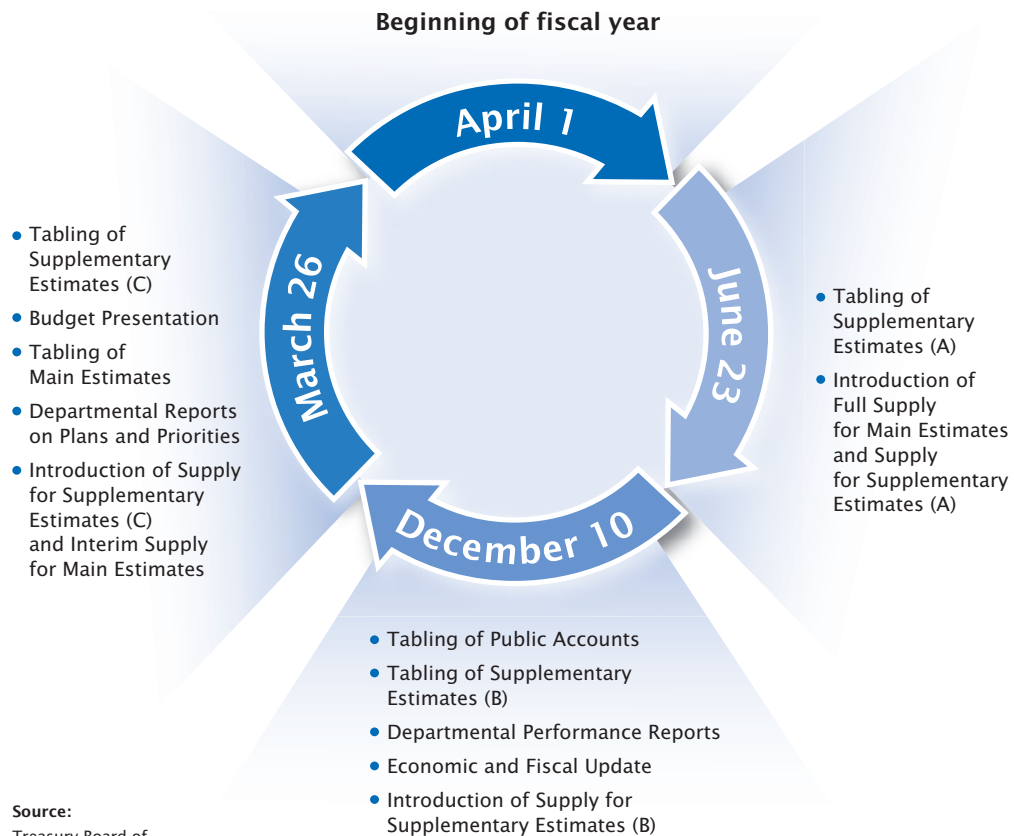 Beginning of fiscal year
April 1
June 23
• Tabling of
Supplementary
Estimates (A)
• Introduction of
Full Supply
for Main Estimates
and Supply
for Supplementary
Estimates (A)
December 10
• Tabling of Public Accounts
• Tabling of Supplementary
Estimates (B)
• Departmental Performance Reports
• Economic and Fiscal Update
• Introduction of Supply for
Supplementary Estimates (B)
March 26
• Tabling of
Supplementary
Estimates (C)
• Budget Presentation
• Tabling of
Main Estimates
• Departmental Reports
on Plans and Priorities
• Introduction of Supply
for Supplementary
Estimates (C)
and Interim Supply
for Main Estimates
Source:
Treasury Board of